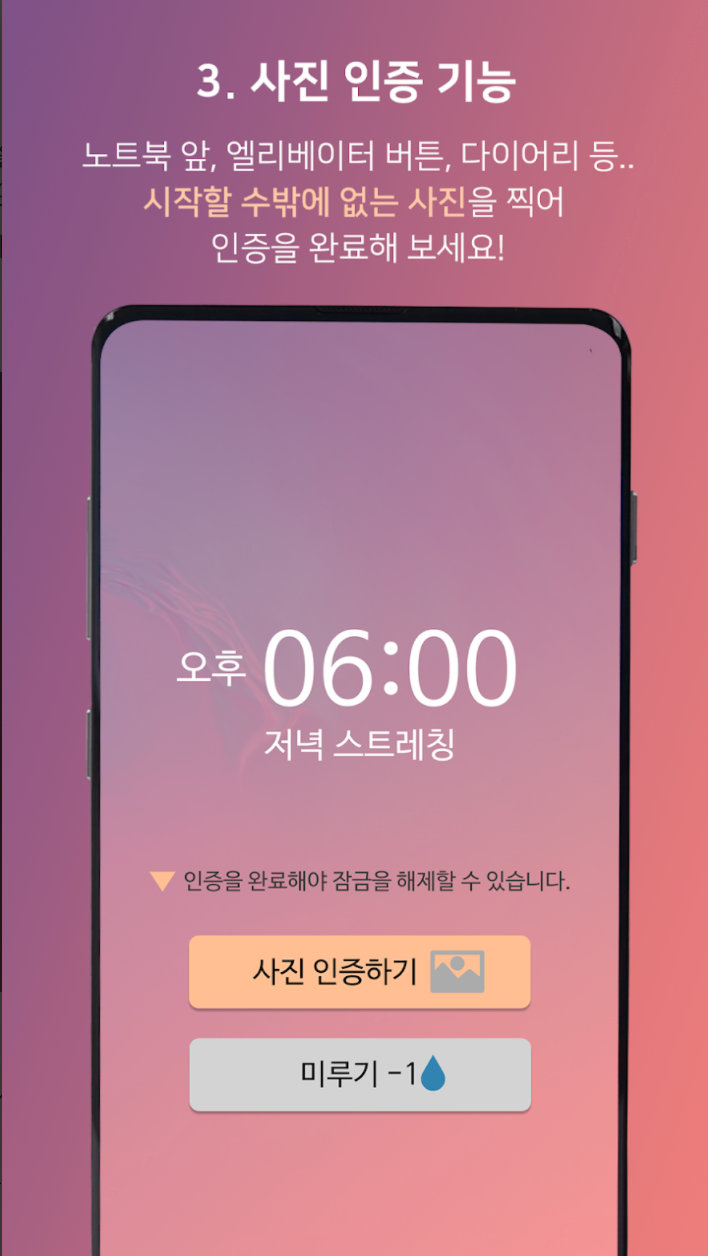 3. 사진 인증 기능
노트북 앞, 엘리베이터 버튼, 다이어리 등..
시작할 수밖에 없는 사진을 찍어
인증을 완료해 보세요!
오후 06:00
저녁 스트레칭
인증을 완료해야 잠금을 해제할 수 있습니다.
사진 인증하기
미루기 -1